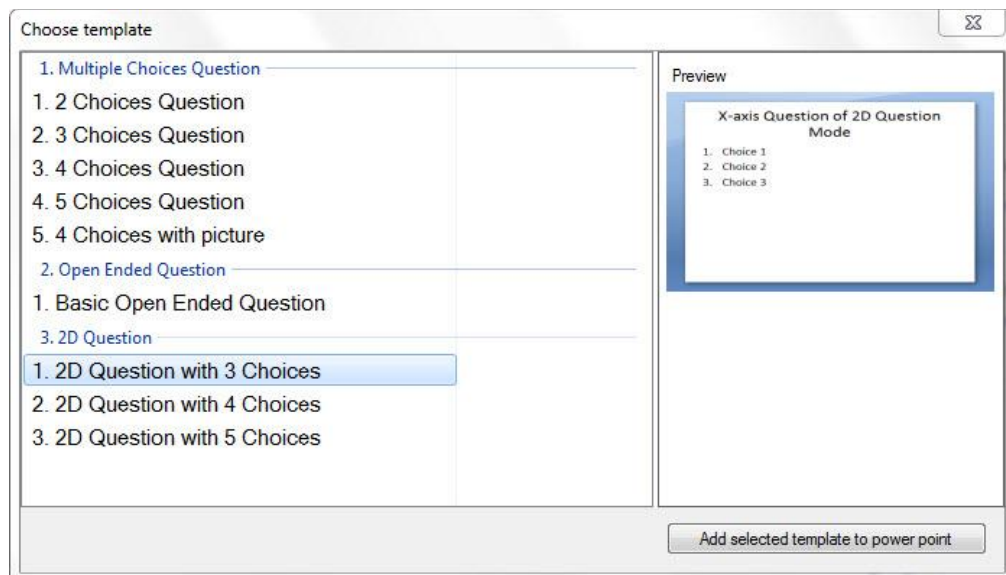 Choose template
1. Multiple Choices Question
1. 2 Choices Question
2. 3 Choices Question
3. 4 Choices Question
4. 5 Choices Question
5. 4 Choices with picture
2. Open Ended Question
1. Basic Open Ended Question
3. 2D Question
1. 2D Question with 3 Choices
2. 2D Question with 4 Choices
3. 2D Question with 5 Choices
Preview
X-axis Question of 2D Question
Mode
1. Choice 1
2. Choice 2
3. Choice 3
Add selected template to power point